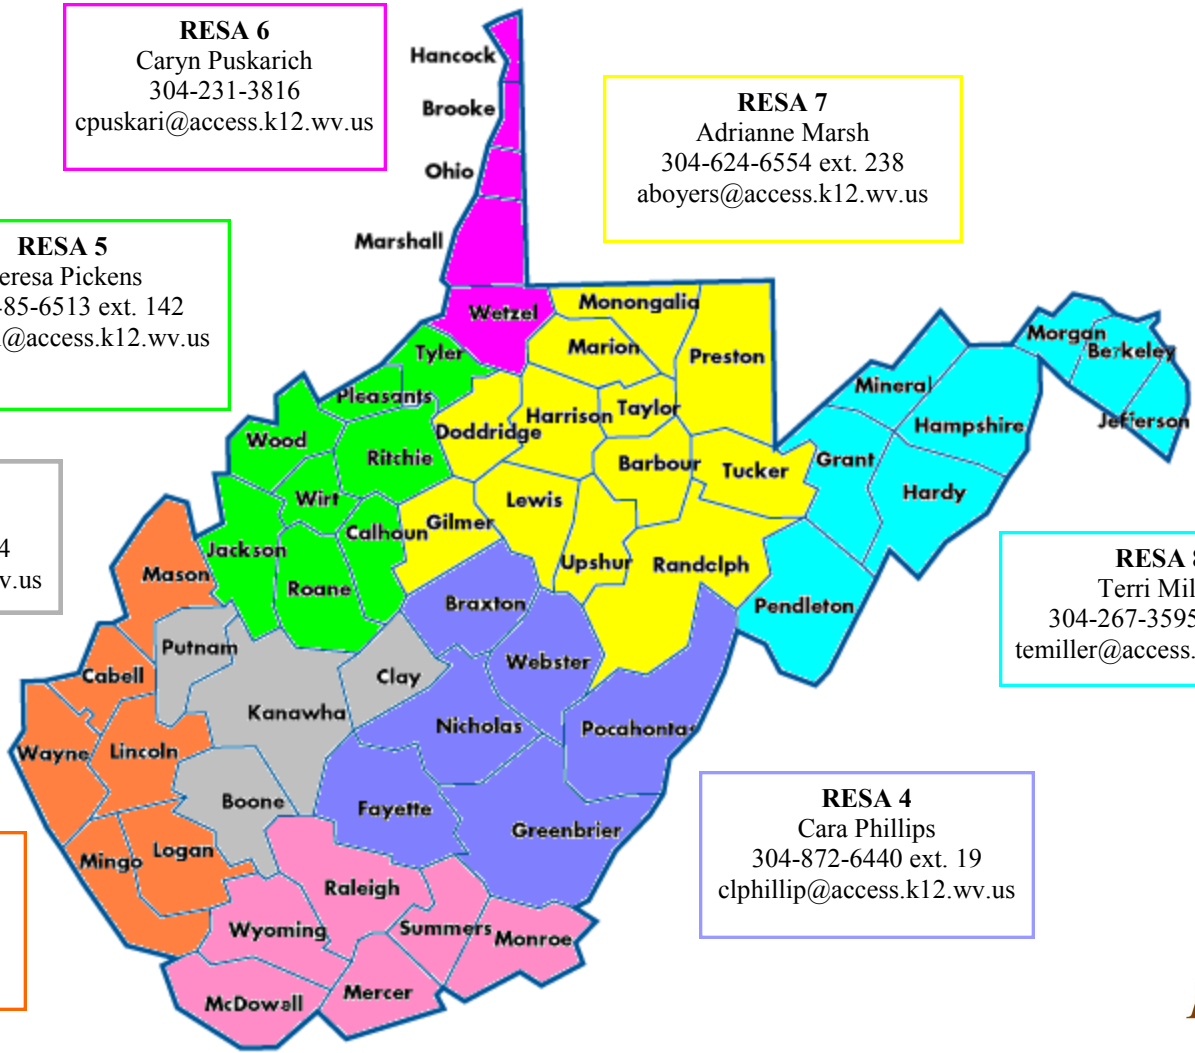 RESA 6
Caryn Puskarich
304-231-3816
cpuskari@access.k12.wv.us
RESA 7
Adrianne Marsh
304-624-6554 ext. 238
aboyers@access.k12.wv.us
RESA 5
eresa Pickens
85-6513 ext. 142
@access.k12.wv.us
4
v.us
RESA
Terri Mil
304-267-3595
temiller@access.
RESA 4
Cara Phillips
304-872-6440 ext. 19
clphillip@access.k12.wv.us
Hancock
Brooke
Ohio
Marshall
Wetzel
Monongalia
Marion
Preston
Tyler
Pleasants
Doddridge
Harrison
Taylor
Wood
Ritchie
Barbour
Tucker
Wirt
Lewis
Gilmer
Calhoun
Jackson
Roane
Upshur
Randolph
Mineral
Hampshire
Morgan
Berkeley
Jefferson
Grant
Hardy
Pendleton
Mason
Braxton
Putnam
Webster
Cabell
Clay
Kanawha
Nicholas
Pocahontas
Wayne
Lincoln
Boone
Fayette
Greenbrier
Mingo
Logan
Raleigh
Wyoming
Summers
Monroe
McDowell
Mercer